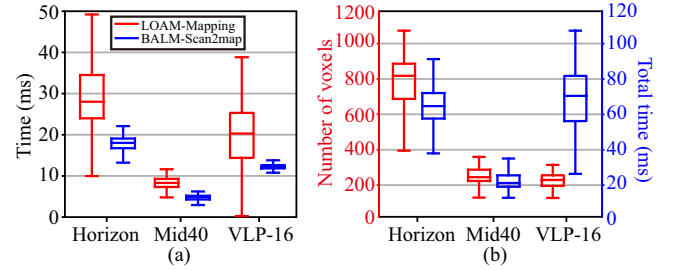 50
40
30
20
10
0
Time (ms)
LOAM-Mapping
BALM-Scan2map
Horizon Mid40 VLP-16
(a)
1200
1000
800
600
400
200
0
Number of voxels
120
100
80
60
40
20
0
Total time (ms)
Horizon Mid40 VLP-16
(b)